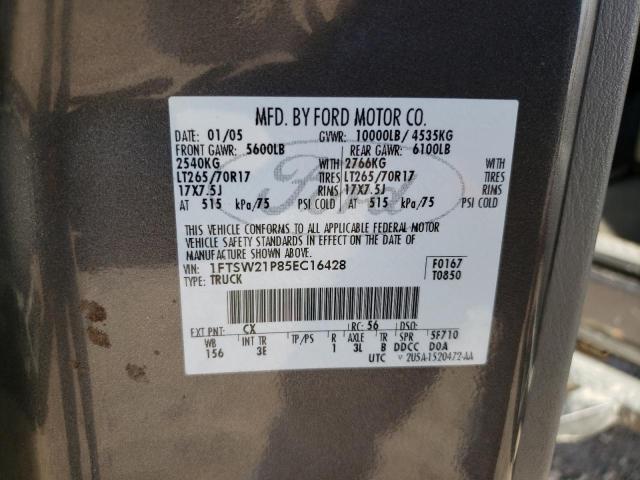 MFD. BY FORD MOTOR CO.
DATE: 01/05 GVWR: 10000LB/ 4535KG
FRONT GAWR: 5600LB REAR GAWR: 6100LB
2540KG WITH 2766KG WITH
LT265/70R17 TIRES LT265/70R17 TIRES
17X7.5J RIMS 17X7.5J RIMS
AT 515 kPa/75 PSI COLD AT 515 kPa/75 PSI COLD
THIS VEHICLE CONFORMS TO ALL APPLICABLE FEDERAL MOTOR
VEHICLE SAFETY STANDARDS IN EFFECT ON THE DATE OF
MANUFACTURE SHOWN ABOVE.
VIN: 1FTSW21P85EC16428 F0167
TYPE: TRUCK T0850
EXT PNT: CX RC: 56 DSO:
WB INT TR TP/PS R AXLE TR SPR 5F710
156 3E 1 3L B DDCC D0A
UTC 2U5A-1520472-AA
Ford